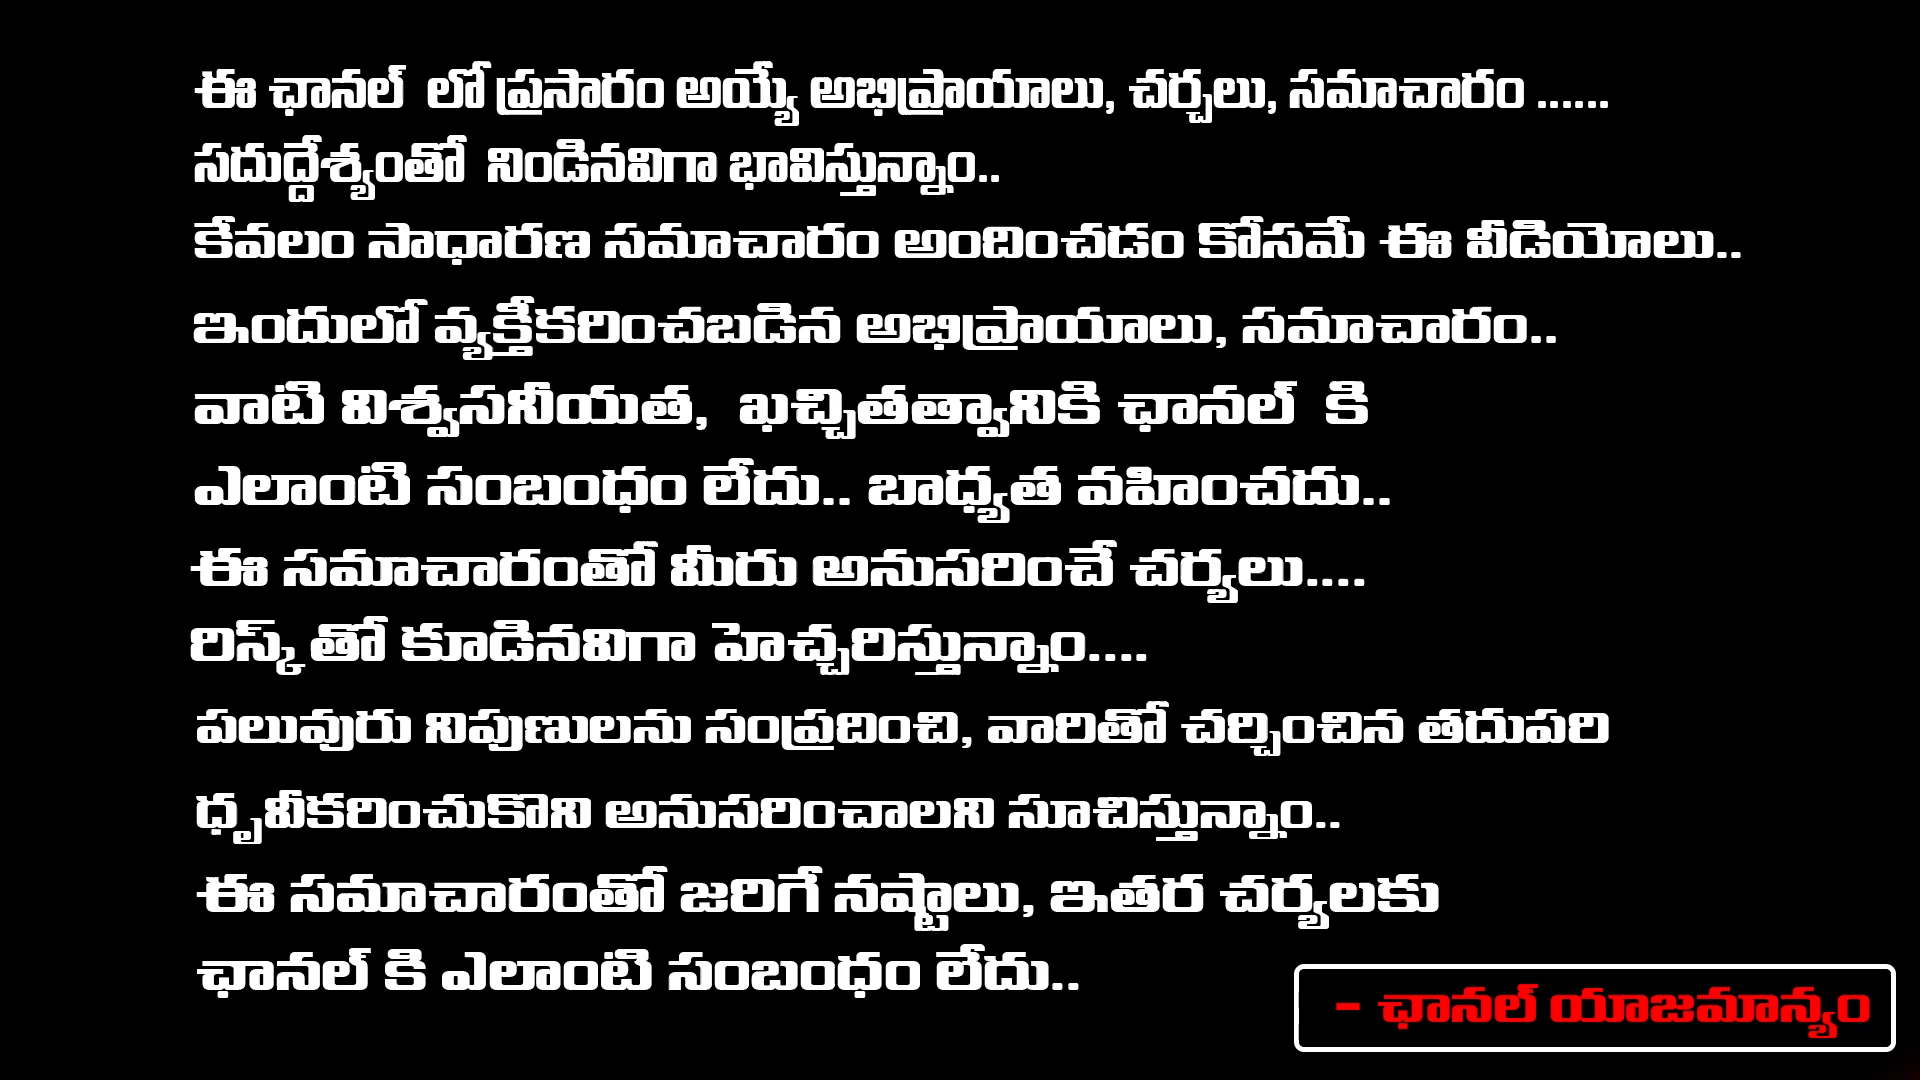 ఈ ఛానల్ లో ప్రసారం అయ్యే అభిప్రాయాలు, చర్చలు, సమాచారం ......
సదుద్దేశ్యంతో నిండినవిగా భావిస్తున్నాం..
కేవలం సాధారణ సమాచారం అందించడం కోసమే ఈ వీడియోలు..
ఇందులో వ్యక్తీకరించబడిన అభిప్రాయాలు, సమాచారం..
వాటి విశ్వసనీయత, ఖచ్చితత్వానికి ఛానల్ కి
ఎలాంటి సంబంధం లేదు.. బాధ్యత వహించదు..
ఈ సమాచారంతో మీరు అనుసరించే చర్యలు....
రిస్క్ తో కూడినవిగా హెచ్చరిస్తున్నాం....
పలువురు నిపుణులను సంప్రదించి, వారితో చర్చించిన తదుపరి
ధృవీకరించుకొని అనుసరించాలని సూచిస్తున్నాం..
ఈ సమాచారంతో జరిగే నష్టాలు, ఇతర చర్యలకు
ఛానల్ కి ఎలాంటి సంబంధం లేదు..
- ఛానల్ యాజమాన్యం